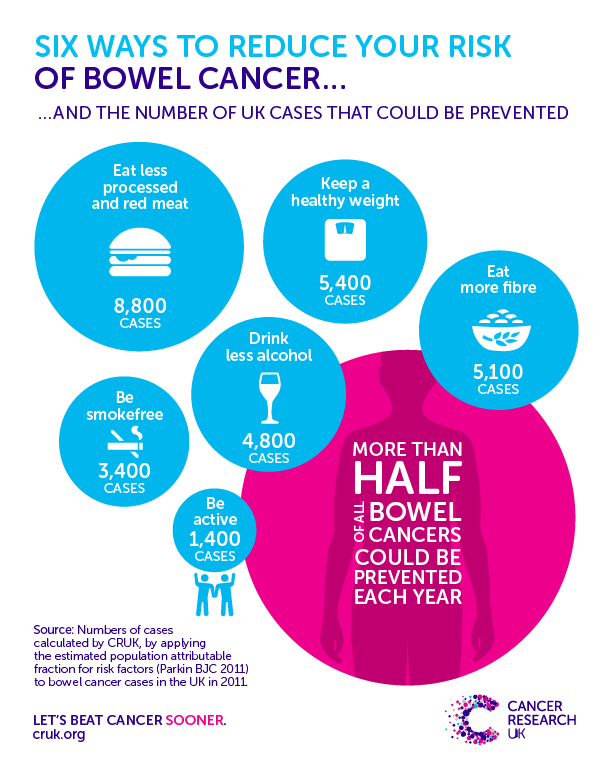 SIX WAYS TO REDUCE YOUR RISK
OF BOWEL CANCER...
...AND THE NUMBER OF UK CASES THAT COULD BE PREVENTED
Eat less
processed
and red meat
8,800
CASES
Keep a
healthy weight
5,400
CASES
Eat
more fibre
5,100
CASES
Drink
less alcohol
4,800
CASES
Be
smokefree
3,400
CASES
Be
active
1,400
CASES
MORE THAN
HALF
OF ALL BOWEL
CANCERS
COULD BE
PREVENTED
EACH YEAR
Source: Numbers of cases
calculated by CRUK, by applying
the estimated population attributable
fraction for risk factors (Parkin BJC 2011)
to bowel cancer cases in the UK in 2011.
LET'S BEAT CANCER SOONER.
cruk.org
CANCER
RESEARCH
UK